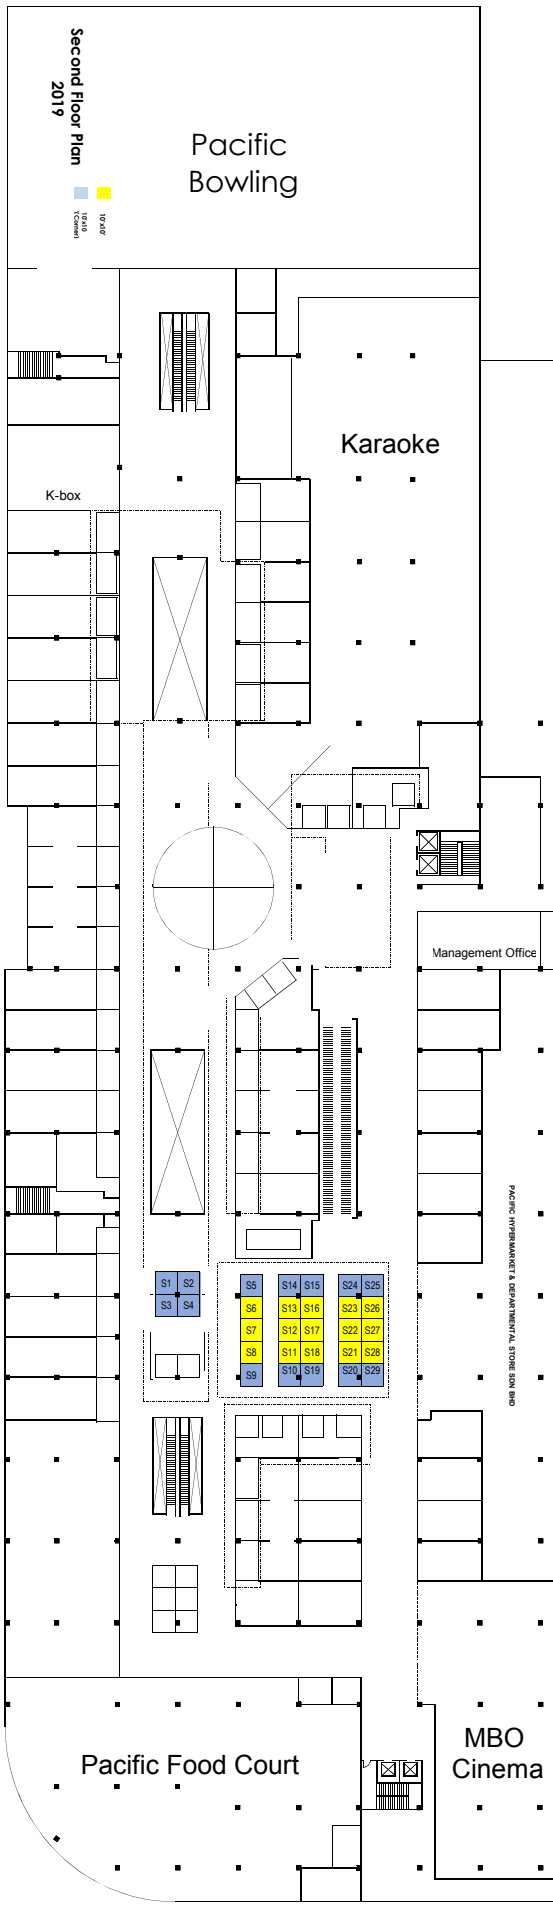 Second Floor Plan
2019
10'x10'
10'x10
Pacific
Bowling
Karaoke
K-box
Management Office
PACIFIC HYPERMARKET & DEPARTMENTAL STORE SDN BHD
S1 S2
S3 S4
S5 S14 S15 S24 S25
S6 S13 S16 S23 S26
S7 S12 S17 S22 S27
S8 S11 S18 S21 S28
S9 S10 S19 S20 S29
Pacific Food Court
MBO
Cinema